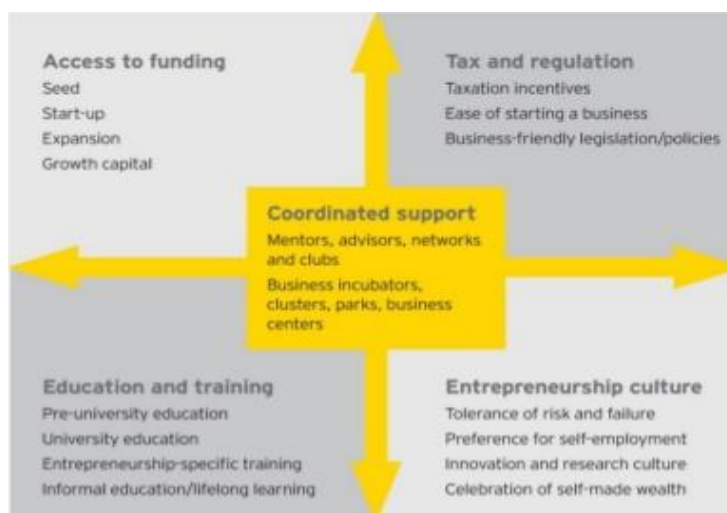 Access to funding
Seed
Start-up
Expansion
Growth capital
Tax and regulation
Taxation incentives
Ease of starting a business
Business-friendly legislation/policies
Coordinated support
Mentors, advisors, networks
and clubs
Business incubators,
clusters, parks, business
centers
Education and training
Pre-university education
University education
Entrepreneurship-specific training
Informal education/lifelong learning
Entrepreneurship culture
Tolerance of risk and failure
Preference for self-employment
Innovation and research culture
Celebration of self-made wealth